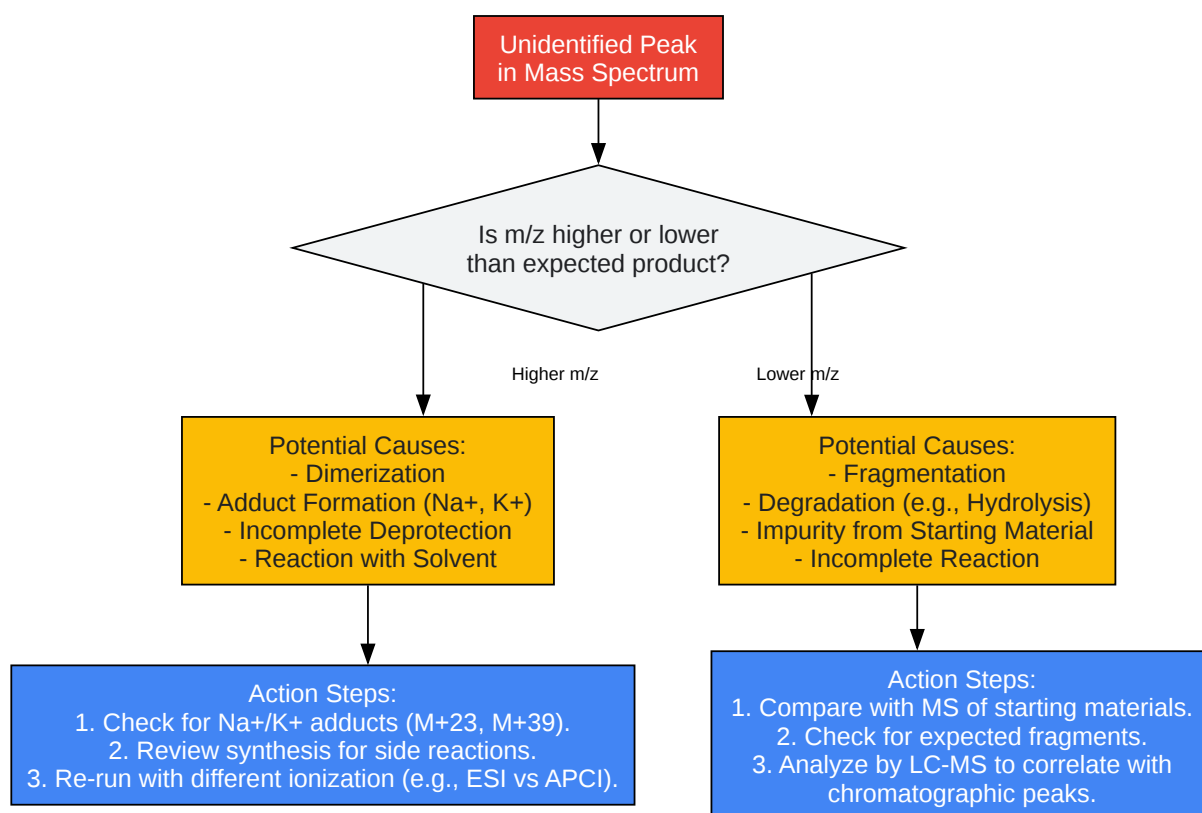 Unidentified Peak
in Mass Spectrum
Is m/z higher or lower
than expected product?
Higher m/z
Lower m/z
Potential Causes:
- Dimerization
- Adduct Formation (Na+, K+)
- Incomplete Deprotection
- Reaction with Solvent
Potential Causes:
- Fragmentation
- Degradation (e.g., Hydrolysis)
- Impurity from Starting Material
- Incomplete Reaction
Action Steps:
1. Check for Na+/K+ adducts (M+23, M+39).
2. Review synthesis for side reactions.
3. Re-run with different ionization (e.g., ESI vs APCI).
Action Steps:
1. Compare with MS of starting materials.
2. Check for expected fragments.
3. Analyze by LC-MS to correlate with
chromatographic peaks.